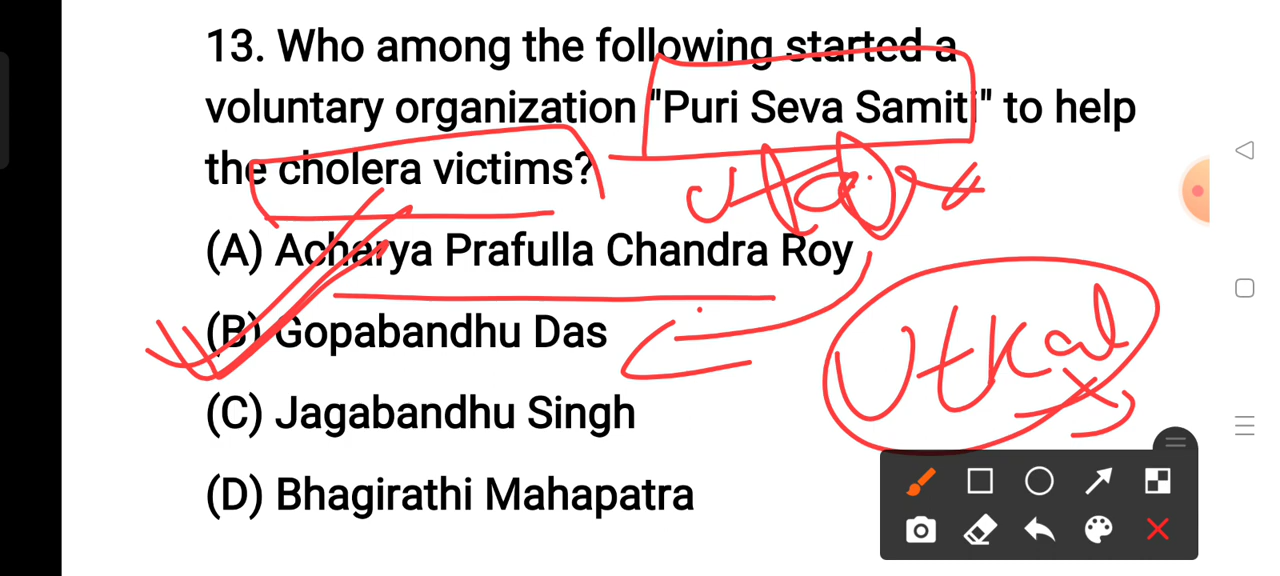 13. Who among the following started a
voluntary organization "Puri Seva Samiti" to help
the cholera victims?
(A) Acharya Prafulla Chandra Roy
(B) Gopabandhu Das
(C) Jagabandhu Singh
(D) Bhagirathi Mahapatra
Utkal